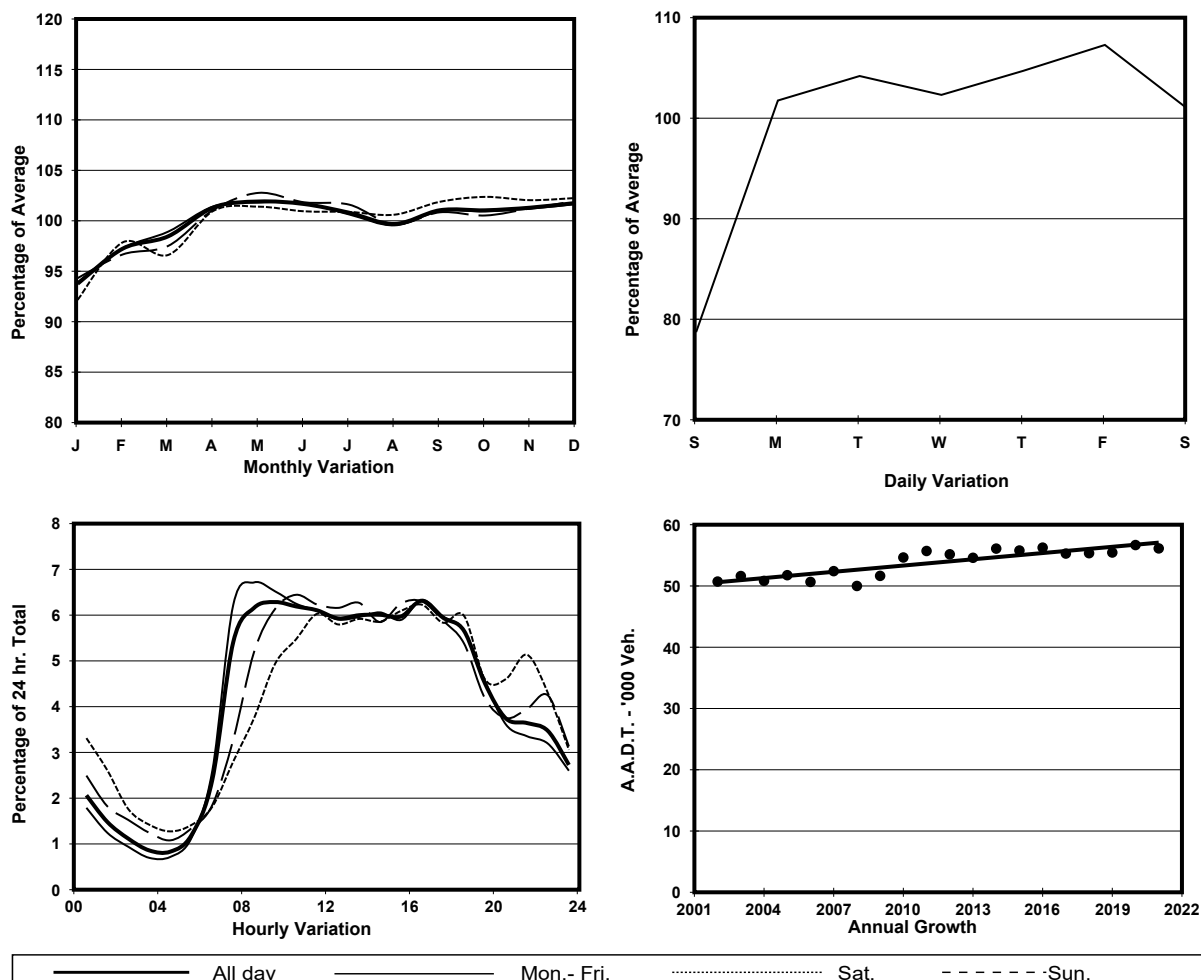 120
115
110
105
100
95
90
85
80
Percentage of Average
J F M A M J J A S O N D
Monthly Variation
110
100
90
80
70
Percentage of Average
S M T W T F S
Daily Variation
8
7
6
5
4
3
2
1
0
Percentage of 24 hr. Total
00 04 08 12 16 20 24
Hourly Variation
60
50
40
30
20
10
0
A.A.D.T. - '000 Veh.
2001 2004 2007 2010 2013 2016 2019 2022
Annual Growth
All day Mon.- Fri. Sat. Sun.